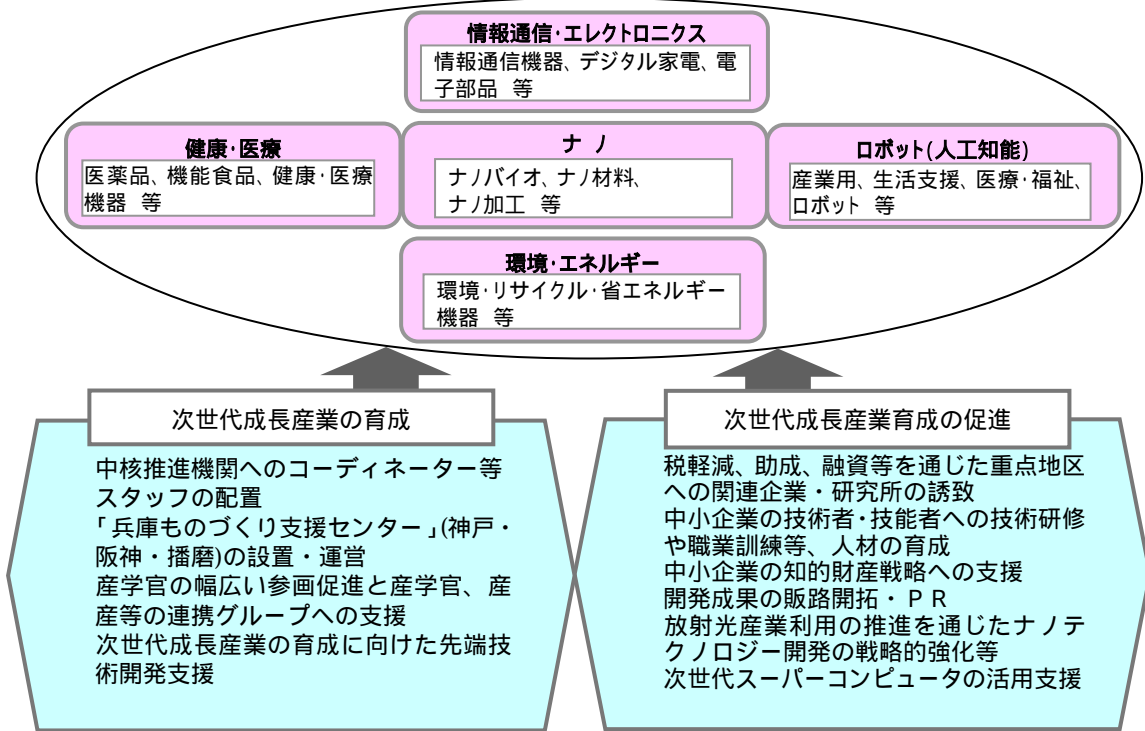 情報通信・エレクトロニクス
情報通信機器、デジタル家電、電
子部品 等
健康・医療
医薬品、機能食品、健康・医療
機器 等
ナノ
ナノバイオ、ナノ材料、
ナノ加工 等
ロボット(人工知能)
産業用、生活支援、医療・福祉、
ロボット 等
環境・エネルギー
環境・リサイクル・省エネルギー
機器 等
次世代成長産業の育成
中核推進機関へのコーディネーター等
スタッフの配置
「兵庫ものづくり支援センター」(神戸・
阪神・播磨)の設置・運営
産学官の幅広い参画促進と産学官、産
産等の連携グループへの支援
次世代成長産業の育成に向けた先端技
術開発支援
次世代成長産業育成の促進
税軽減、助成、融資等を通じた重点地区
への関連企業・研究所の誘致
中小企業の技術者・技能者への技術研修
や職業訓練等、人材の育成
中小企業の知的財産戦略への支援
開発成果の販路開拓・ＰＲ
放射光産業利用の推進を通じたナノテ
クノロジー開発の戦略的強化等
次世代スーパーコンピュータの活用支援